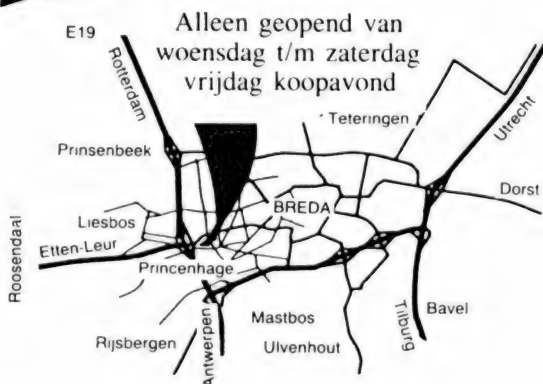 Alleen geopend van
woensdag t/m zaterdag
vrijdag koopavond
E19
Rotterdam
Utrecht
Teteringen
Prinsenbeek
Dorst
BREDA
Liesbos
Etten-Leur
Roosendaal
Princenhage
Bavel
Tilburg
Mastbos
Ulvenhout
Rijsbergen
Antwerpen